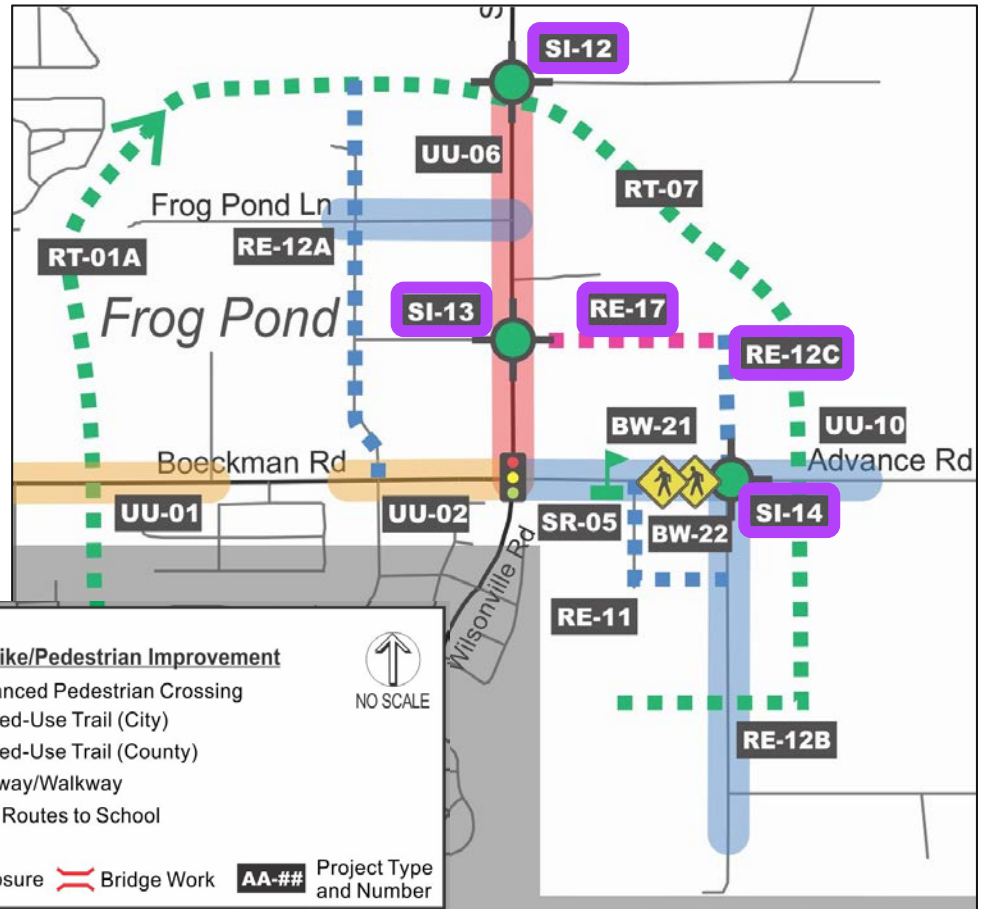 SI-12
UU-06
RT-07
Frog Pond Ln
RE-12A
RT-01A
SI-13
RE-17
Frog Pond
RE-12C
BW-21
UU-10
Boeckman Rd
Advance Rd
UU-01
UU-02
SR-05
BW-22
SI-14
Wilsonville Rd
RE-11
RE-12B
ike/Pedestrian Improvement
anced Pedestrian Crossing
ed-Use Trail (City)
ed-Use Trail (County)
way/Walkway
Routes to School
NO SCALE
osure
Bridge Work
AA-##
Project Type
and Number